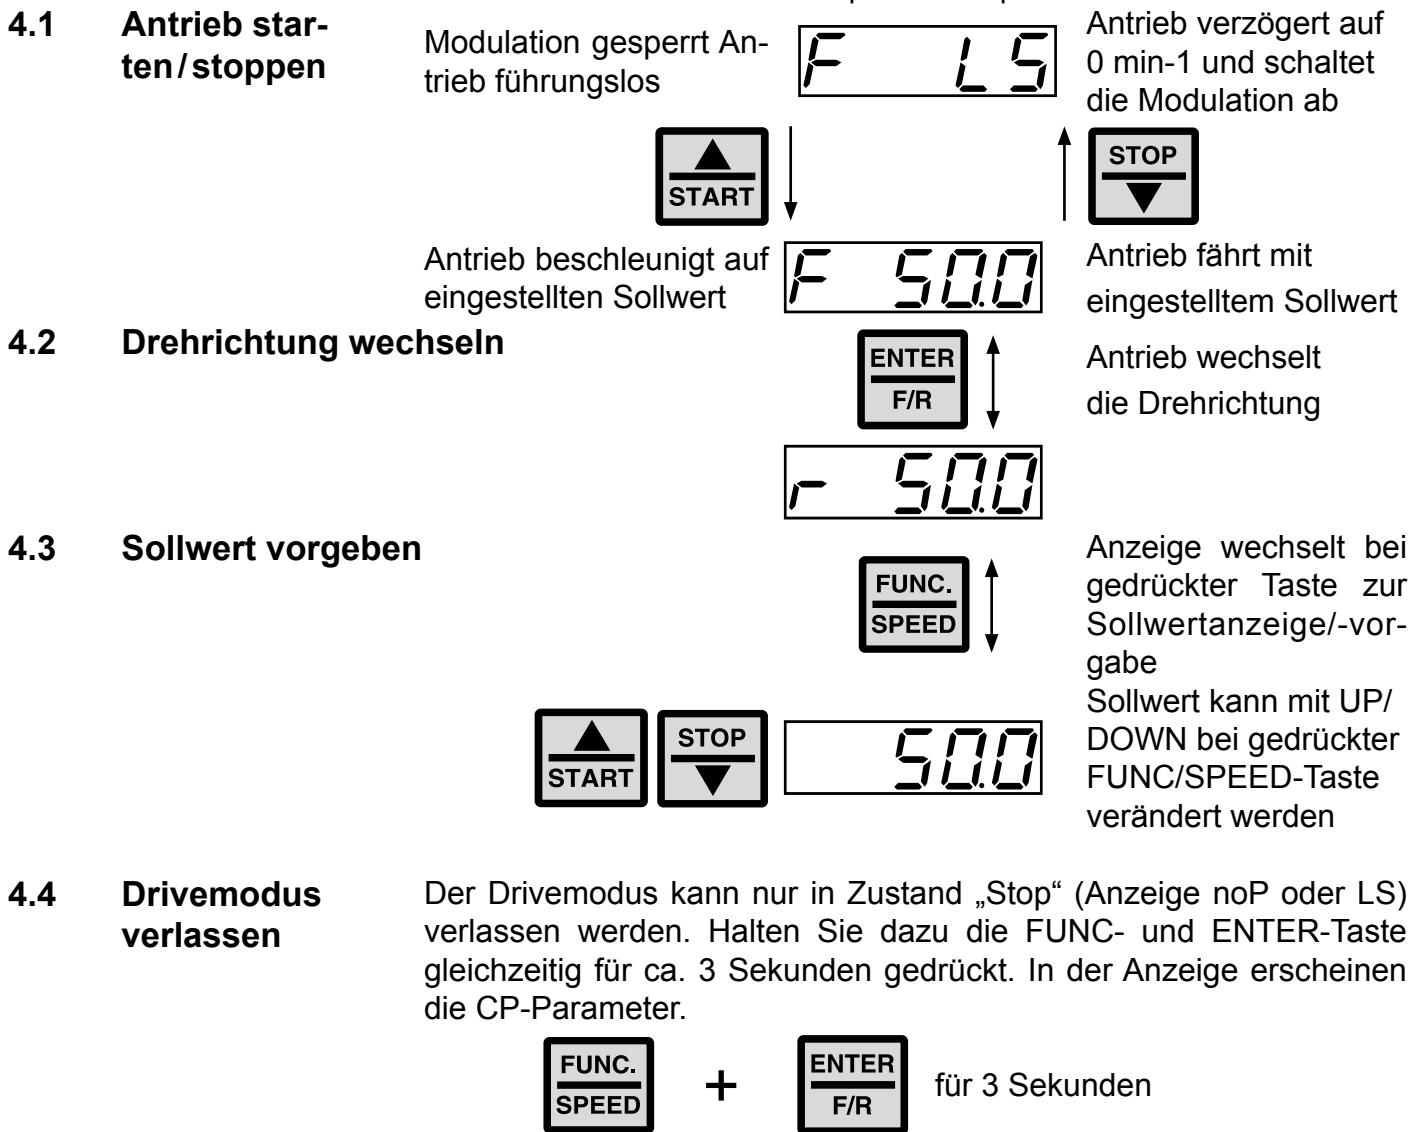 4.1 Antrieb star-
ten/stoppen
Modulation gesperrt An-
trieb führungslos
F LS
Antrieb verzögert auf
0 min-1 und schaltet
die Modulation ab
START
STOP
Antrieb beschleunigt auf
eingestellten Sollwert
F 50.0
Antrieb fährt mit
eingestelltem Sollwert
4.2 Drehrichtung wechseln
ENTER
F/R
Antrieb wechselt
die Drehrichtung
r 50.0
4.3 Sollwert vorgeben
FUNC.
SPEED
Anzeige wechselt bei
gedrückter Taste zur
Sollwertanzeige/-vor-
gabe
START
STOP
50.0
Sollwert kann mit UP/
DOWN bei gedrückter
FUNC/SPEED-Taste
verändert werden
4.4 Drivemodus
verlassen
Der Drivemodus kann nur in Zustand „Stop“ (Anzeige noP oder LS)
verlassen werden. Halten Sie dazu die FUNC- und ENTER-Taste
gleichzeitig für ca. 3 Sekunden gedrückt. In der Anzeige erscheinen
die CP-Parameter.
FUNC.
SPEED
+
ENTER
F/R
für 3 Sekunden